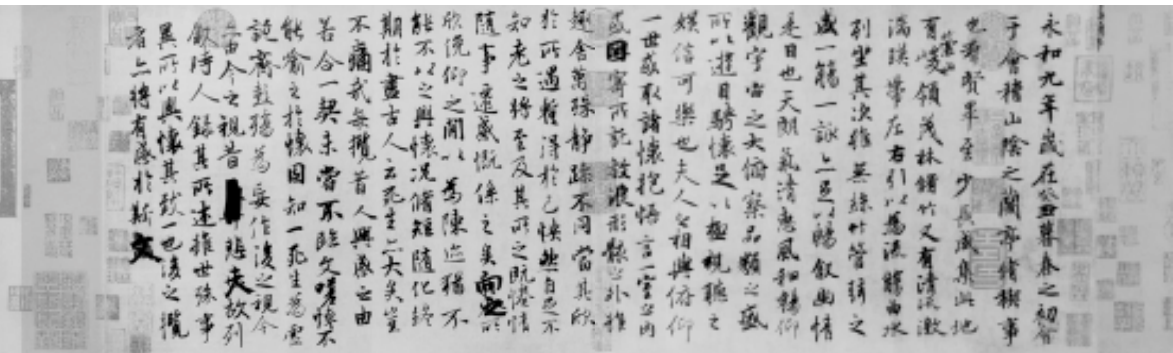 永和九年歲在癸丑暮春之初會
于會稽山陰之蘭亭脩稧事
也羣賢畢至少長咸集此地
有崇山峻領茂林脩竹又有清流激
湍暎帶左右引以為流觴曲水
列坐其次雖無絲竹管弦之
盛一觴一詠亦足以暢敘幽情
是日也天朗氣清惠風和暢仰
觀宇宙之大俯察品類之盛
所以遊目騁懷足以極視聽之
娛信可樂也夫人之相與俯仰
一世或取諸懷抱悟言一室之內
或因寄所託放浪形骸之外雖
趣舍萬殊靜躁不同當其欣
於所遇蹔得於己怏然自足不
知老之將至及其所之既惓情
隨事遷感慨係之矣向之所
欣俛仰之閒以為陳迹猶不
能不以之興懷況脩短隨化終
期於盡古人云死生亦大矣豈
不痛哉每攬昔人興感之由
若合一契未嘗不臨文嗟悼不
能喻之於懷固知一死生為虛
誕齊彭殤為妄作後之視今
亦由今之視昔悲夫故列
敘時人錄其所述雖世殊事
異所以興懷其致一也後之攬
者亦將有感於斯文